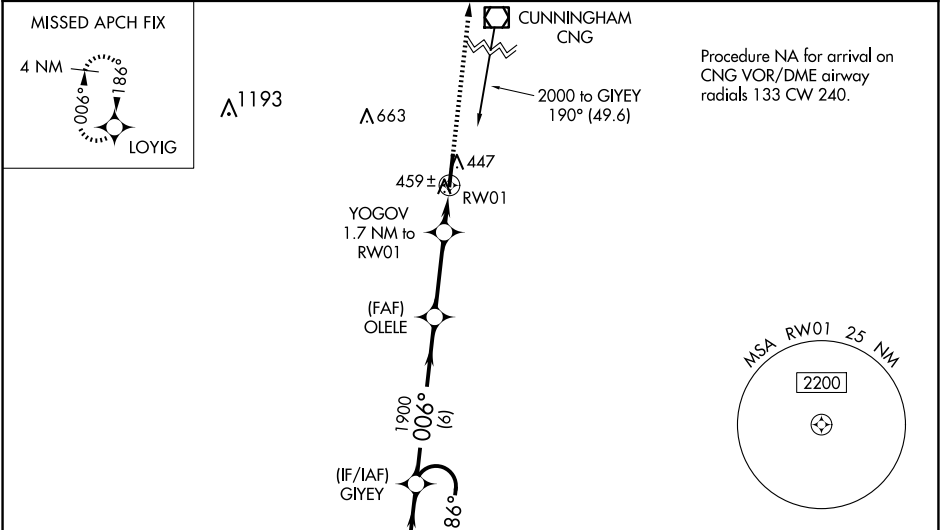 MISSED APCH FIX
4 NM
006°
186°
LOYIG
1193
663
CUNNINGHAM
CNG
2000 to GIYEY
190° (49.6)
Procedure NA for arrival on
CNG VOR/DME airway
radials 133 CW 240.
447
459 ±
RW01
YOGOV
1.7 NM to
RW01
(FAF)
OLELE
1900
006°
(6)
(IF/IAF)
GIYEY
86°
MSA RW01 25 NM
2200